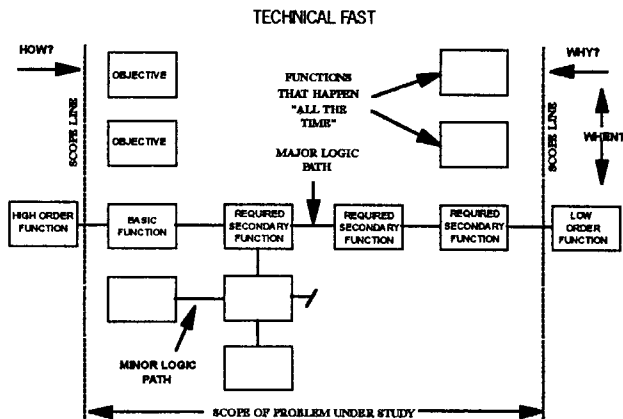 TECHNICAL FAST
HOW?
WHY?
OBJECTIVE
FUNCTIONS
THAT HAPPEN
"ALL THE
TIME"
SCOPE LINE
SCOPE LINE
WHEN?
OBJECTIVE
MAJOR LOGIC
PATH
HIGH ORDER
FUNCTION
BASIC
FUNCTION
REQUIRED
SECONDARY
FUNCTION
REQUIRED
SECONDARY
FUNCTION
REQUIRED
SECONDARY
FUNCTION
LOW
ORDER
FUNCTION
MINOR LOGIC
PATH
SCOPE OF PROBLEM UNDER STUDY